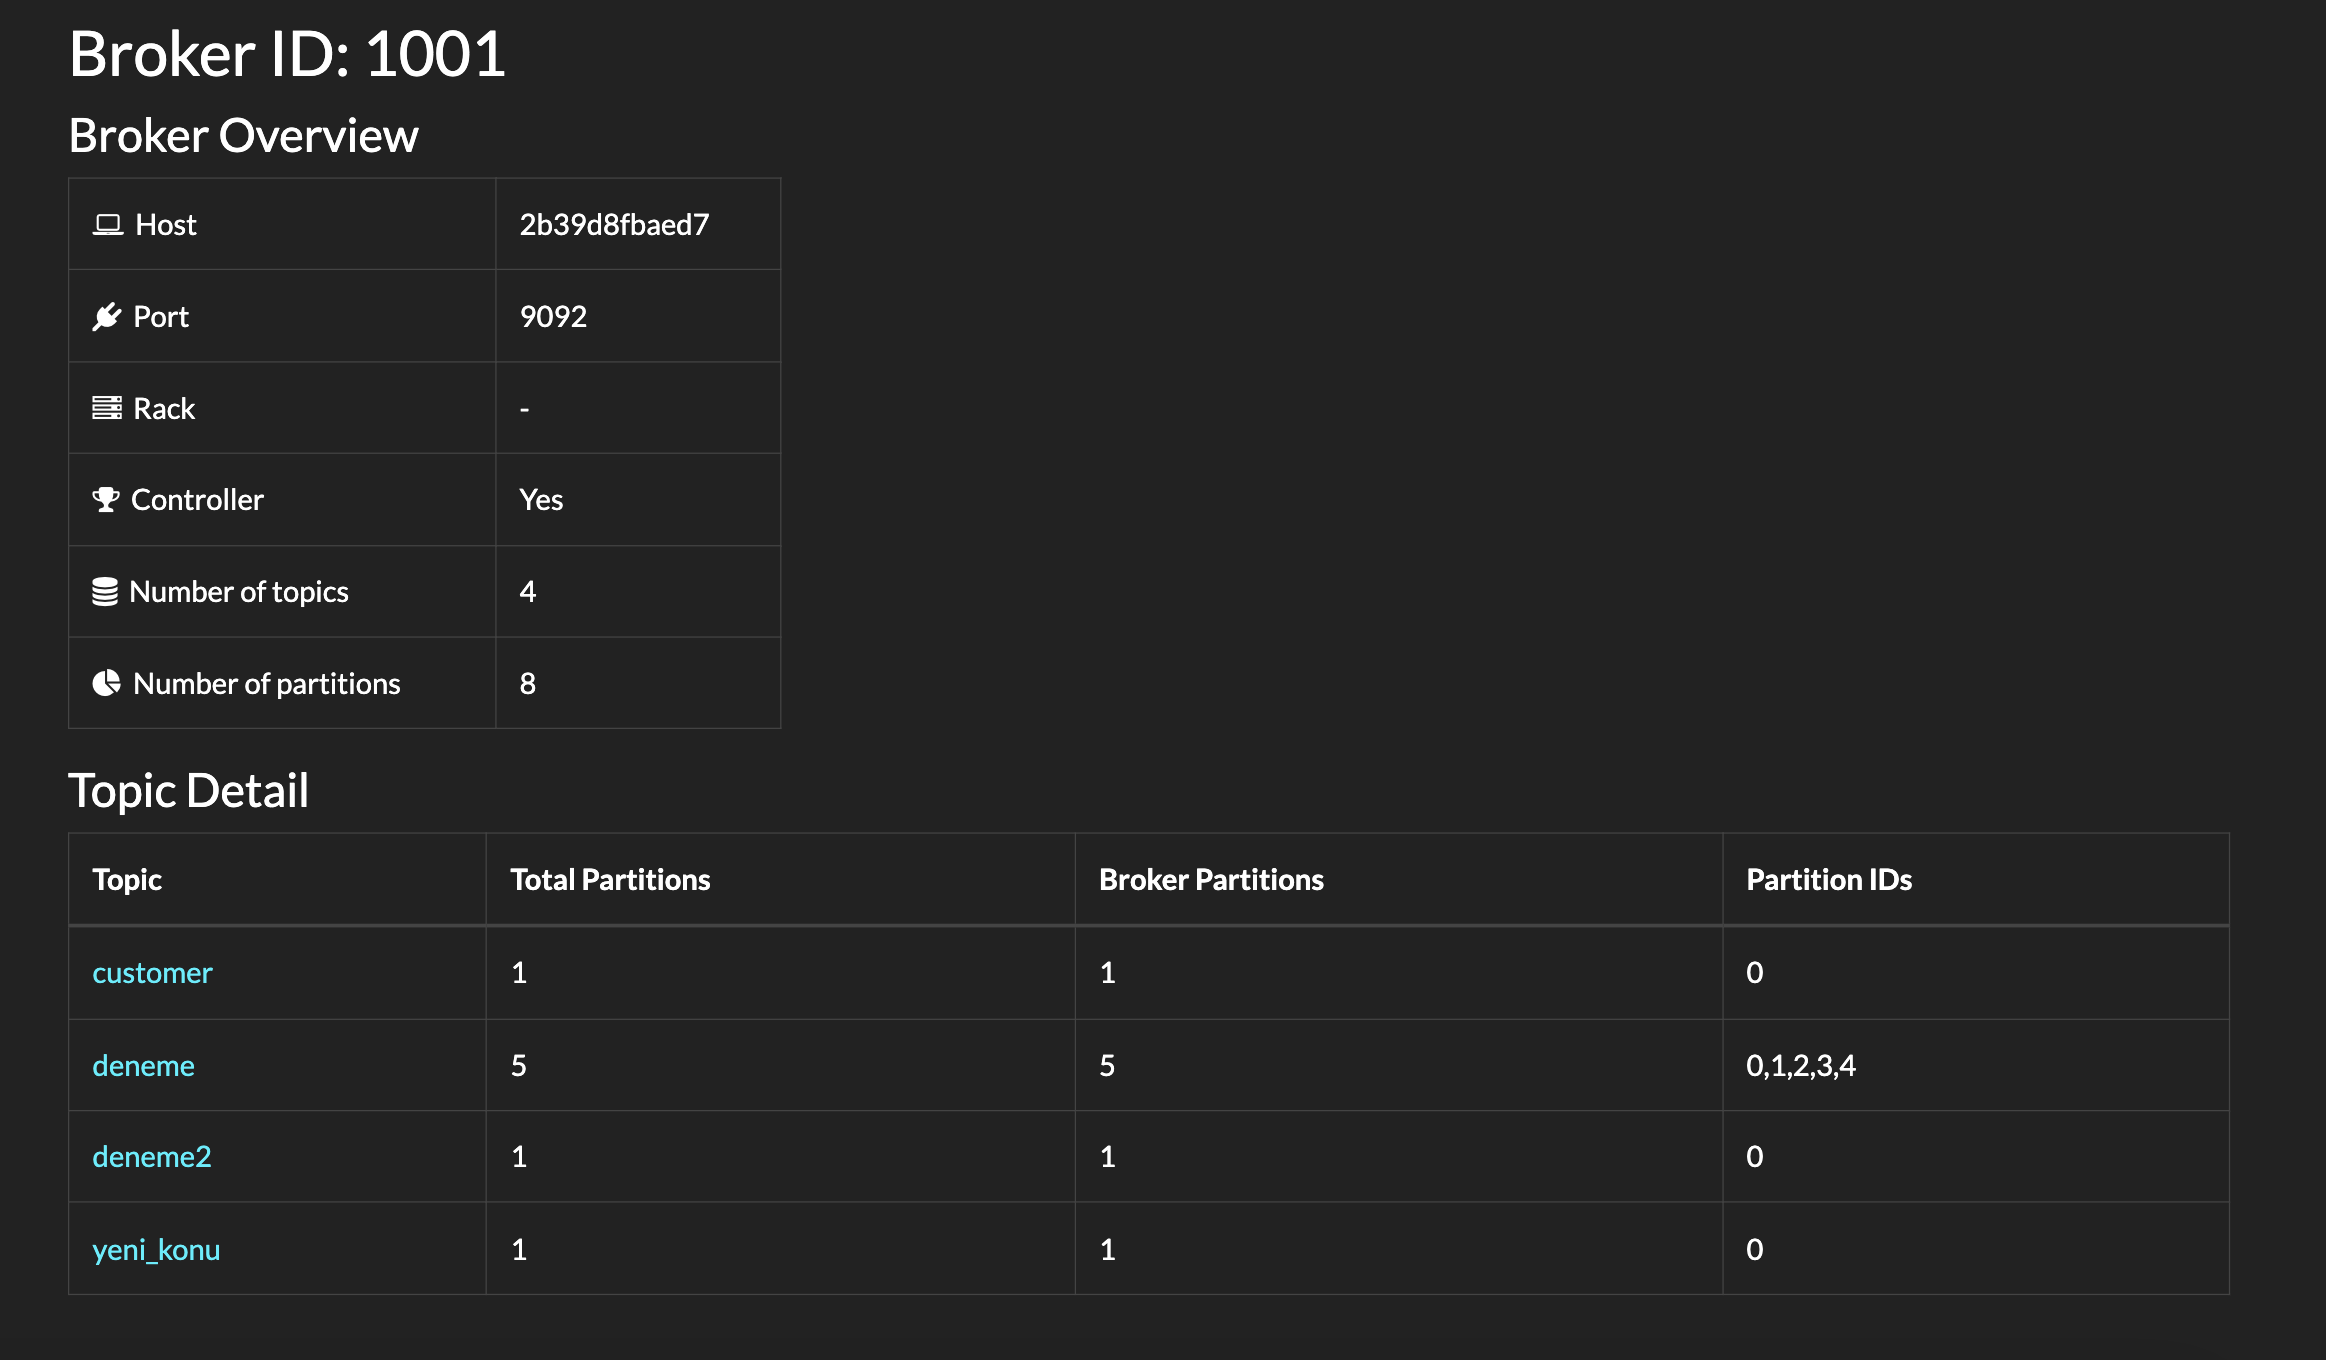 Broker ID: 1001
Broker Overview
Host 2b39d8fbaed7
Port 9092
Rack -
Controller Yes
Number of topics 4
Number of partitions 8
Topic Detail
Topic Total Partitions Broker Partitions Partition IDs
customer 1 1 0
deneme 5 5 0,1,2,3,4
deneme2 1 1 0
yeni_konu 1 1 0